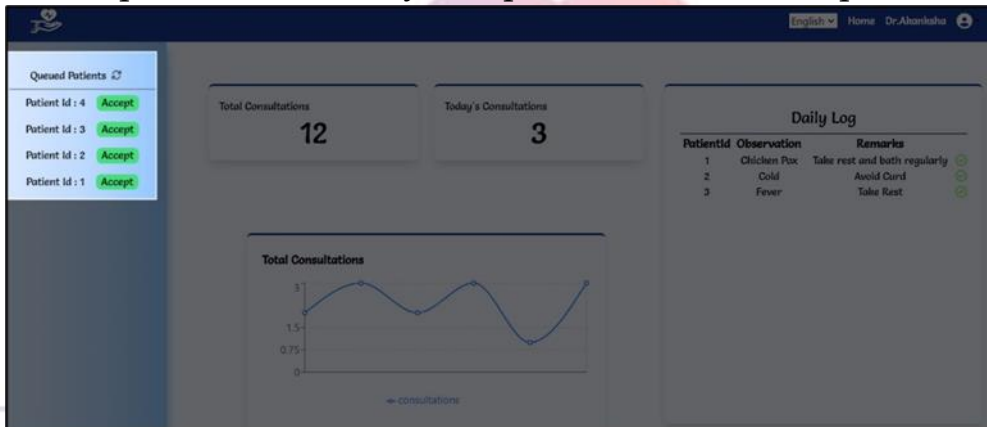 English Home Dr.Akanksha
Queued Patients
Patient Id : 4 Accept
Patient Id : 3 Accept
Patient Id : 2 Accept
Patient Id : 1 Accept
Total Consultations
12
Today's Consultations
3
Daily Log
PatientId Observation Remarks
1 Chicken Pox Take rest and bath regularly
2 Cold Avoid Curd
3 Fever Take Rest
Total Consultations
3
1.5
0.75
0
consultations